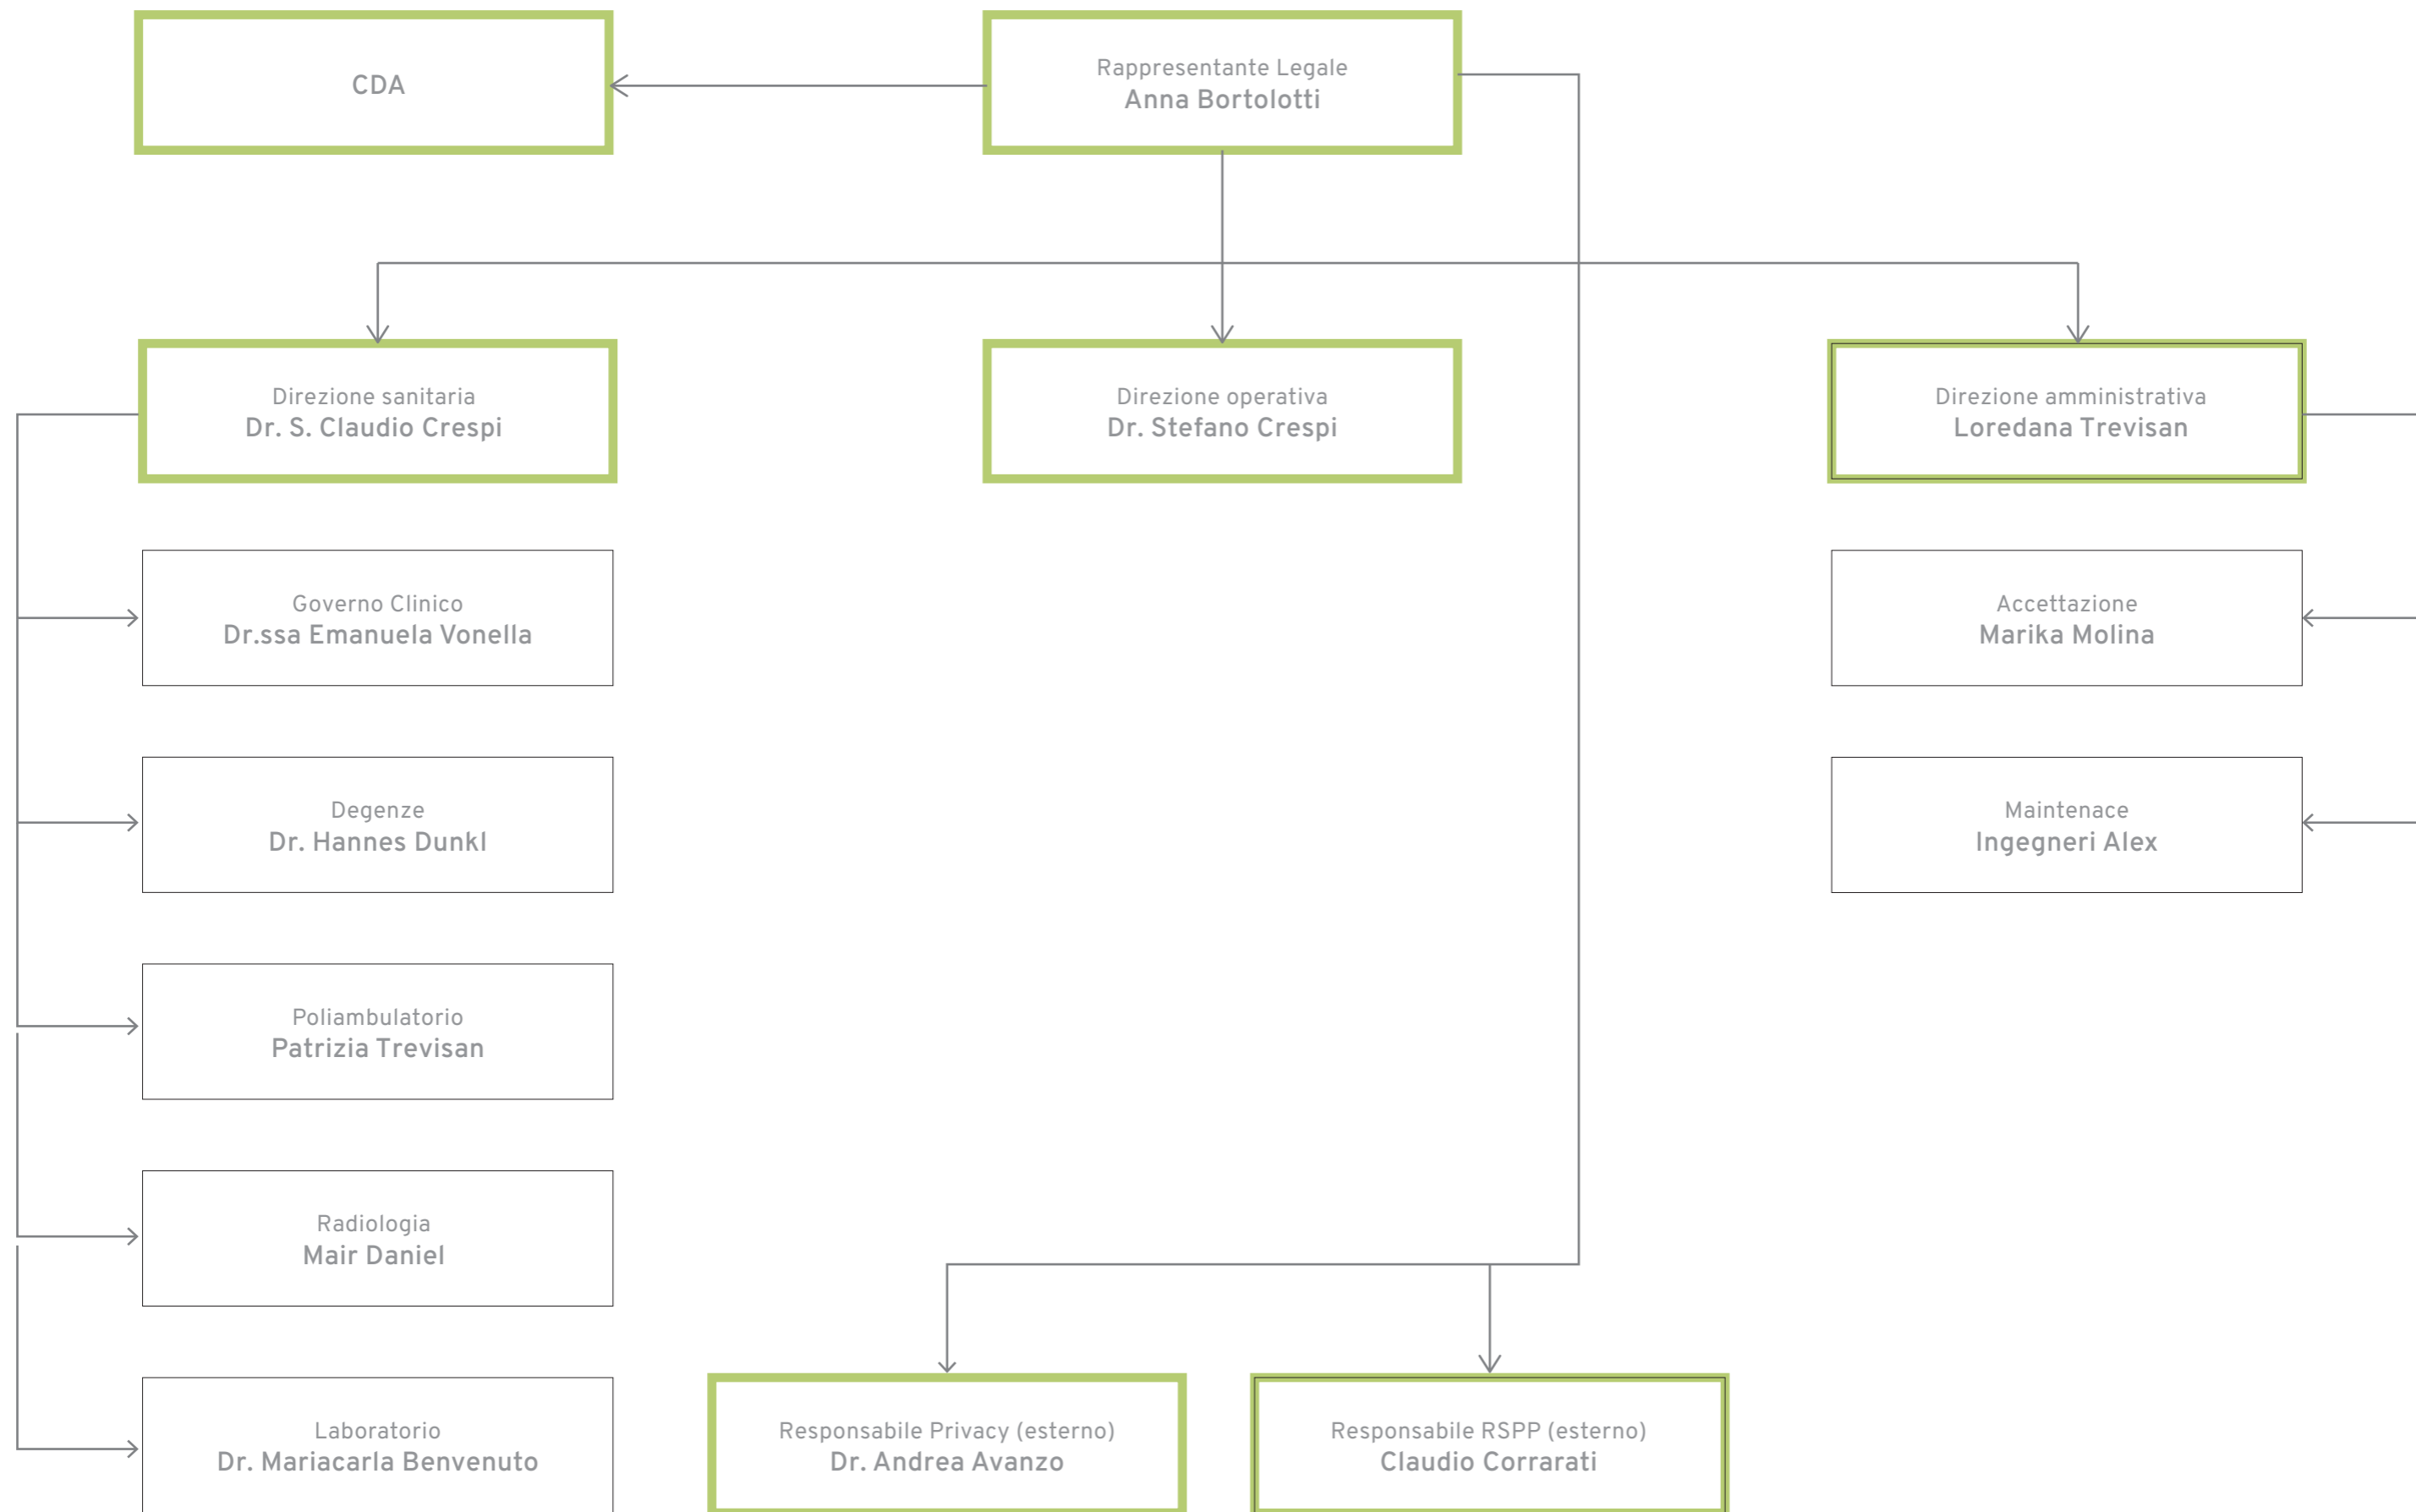 CDA
Rappresentante Legale
Anna Bortolotti
Direzione sanitaria
Dr. S. Claudio Crespi
Direzione operativa
Dr. Stefano Crespi
Direzione amministrativa
Loredana Trevisan
Governo Clinico
Dr.ssa Emanuela Vonella
Accettazione
Marika Molina
Degenze
Dr. Hannes Dunkl
Maintenace
Ingegneri Alex
Poliambulatorio
Patrizia Trevisan
Radiologia
Mair Daniel
Laboratorio
Dr. Mariacarla Benvenuto
Responsabile Privacy (esterno)
Dr. Andrea Avanzo
Responsabile RSPP (esterno)
Claudio Corrarati